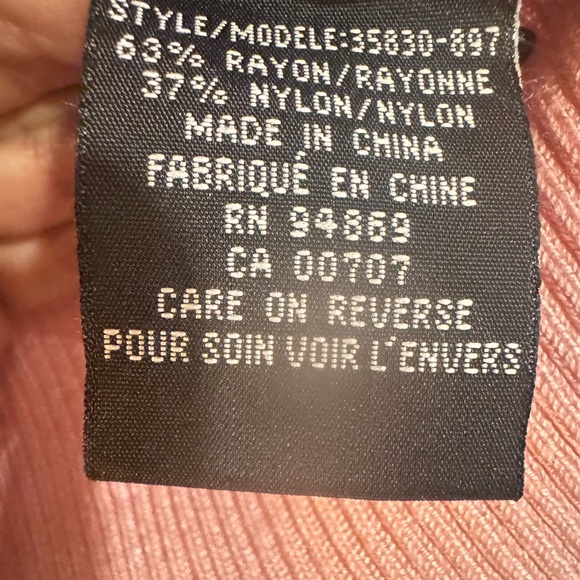 STYLE/MODELE:35830-897
63% RAYON/RAYONNE
37% NYLON/NYLON
MADE IN CHINA
FABRIQUÉ EN CHINE
RN 94869
CA 00707
CARE ON REVERSE
POUR SOIN VOIR L'ENVERS